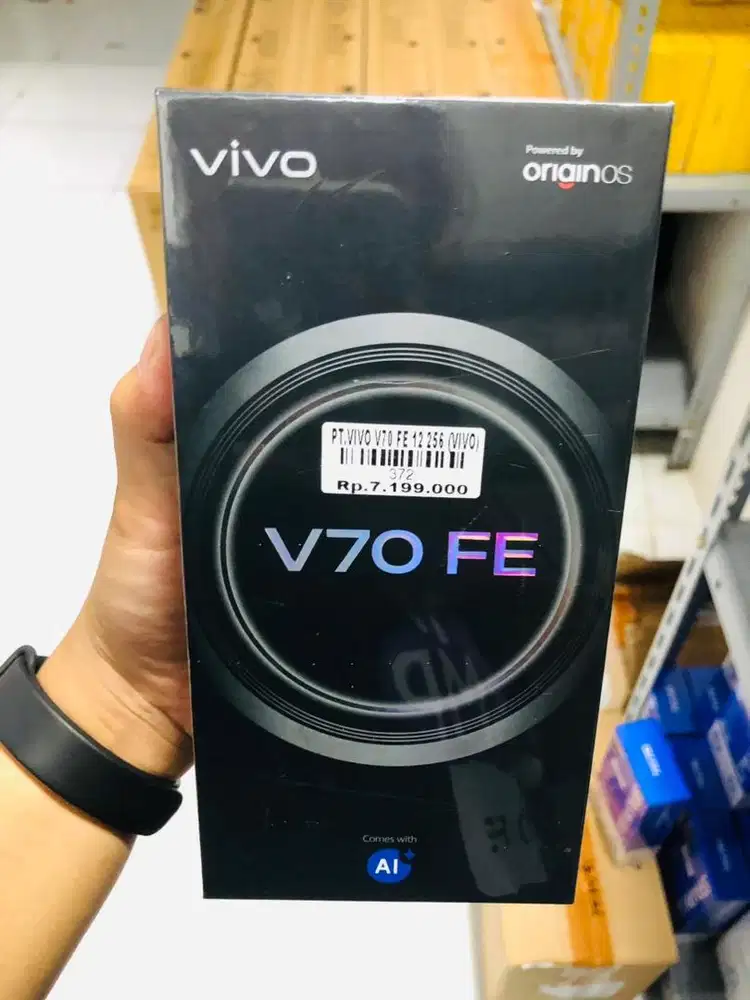 vivo
Powered by
originOS
PT.VIVO V70 FE 12 256 (VIVO)
372
Rp.7.199.000
V70 FE
Comes with
AI